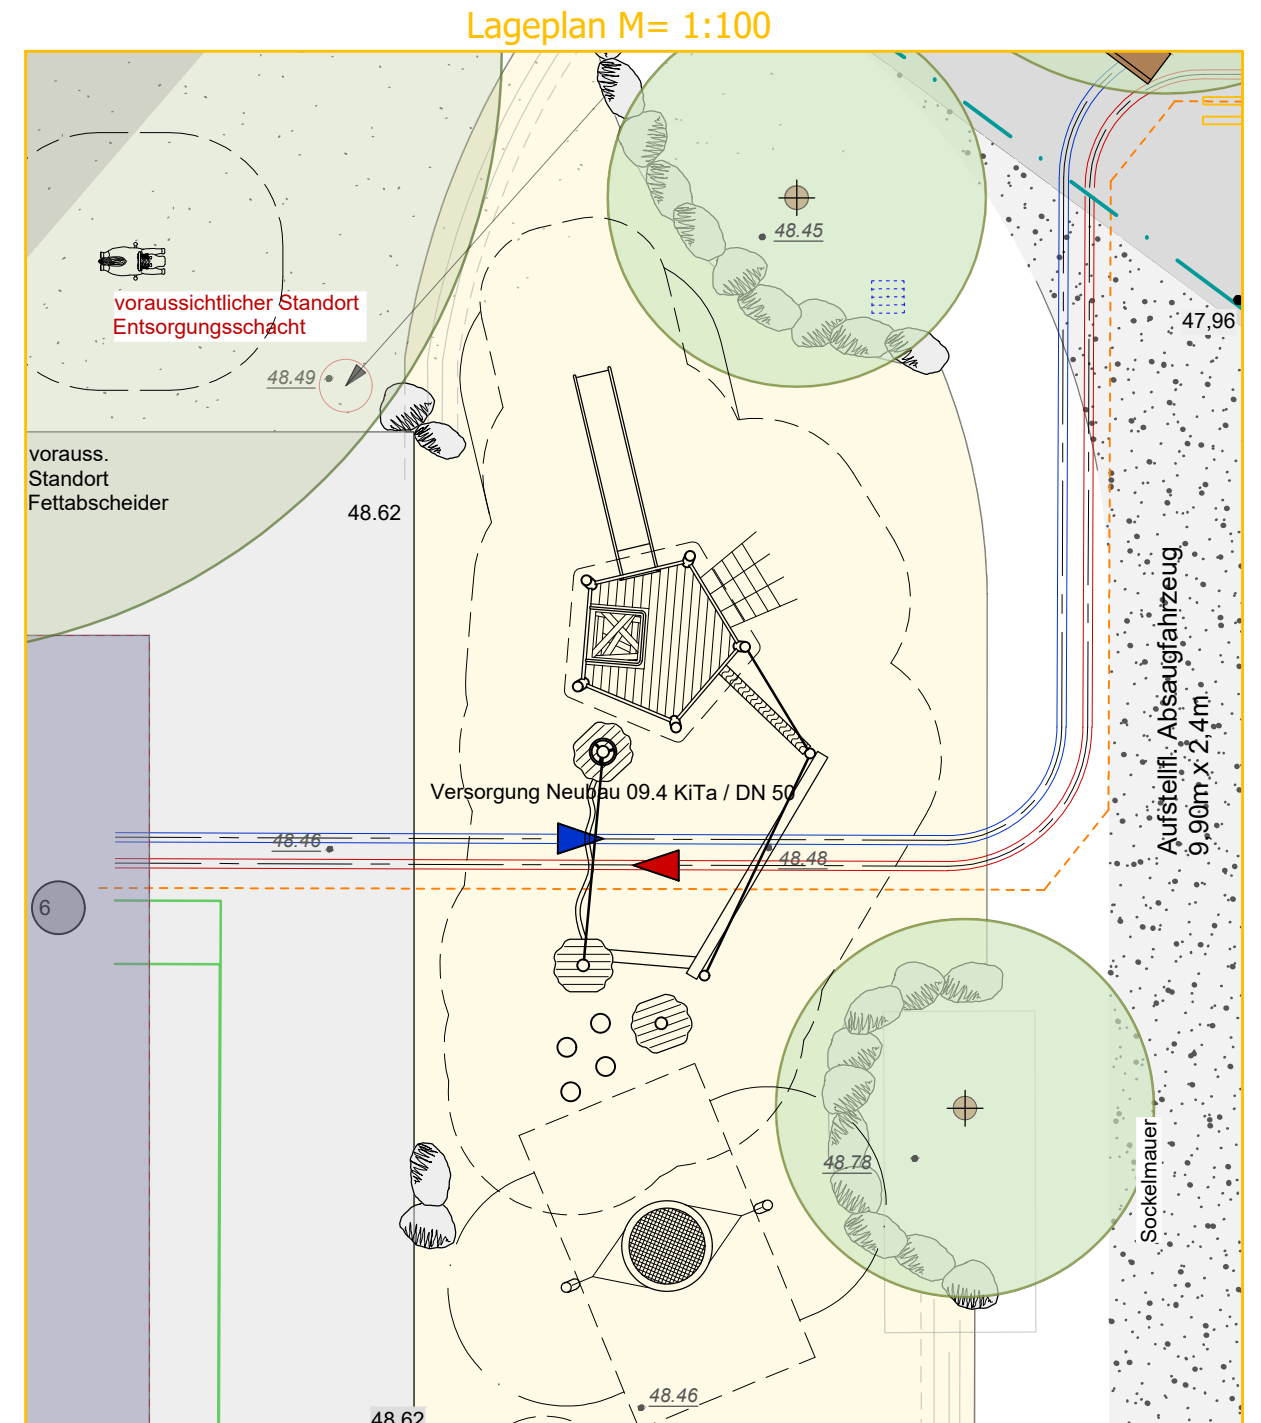 Lageplan M= 1:100
48.45
voraussichtlicher Standort
Entsorgungsschacht
47,96
48.49
vorauss.
Standort
Fettabscheider
48.62
Aufstellfl. Absaugfahrzeug
9,90m x 2,4m
Versorgung Neubau 09.4 KiTa / DN 50
48.46
48.48
6
48.78
Sockelmauer
48.46
48.62